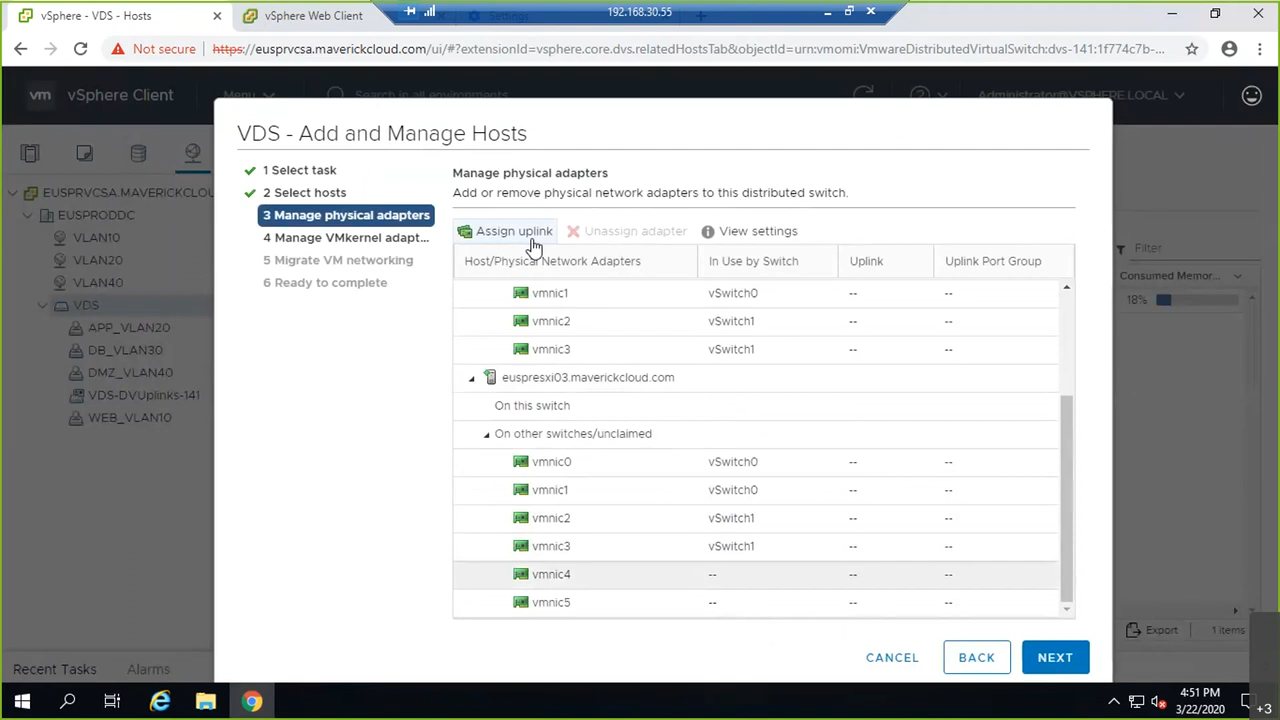 vSphere - VDS - Hosts
vSphere Web Client
Settings
192.168.30.55
Not secure
https://eusprvcsa.maverickcloud.com/ui/#?extensionId=vsphere.core.dvs.relatedHostsTab&objectId=urn:vmomi:VmwareDistributedVirtualSwitch:dvs-141:1f774c7b-...
vm
vSphere Client
Menu
Search in all environments
Administrator@VSPHERE.LOCAL
EUSPRVCSA.MAVERICKCLOU
EUSPRODDC
VLAN10
VLAN20
VLAN40
VDS
APP_VLAN20
DB_VLAN30
DMZ_VLAN40
VDS-DVUplinks-141
WEB_VLAN10
VDS - Add and Manage Hosts
1 Select task
2 Select hosts
3 Manage physical adapters
4 Manage VMkernel adapt...
5 Migrate VM networking
6 Ready to complete
Manage physical adapters
Add or remove physical network adapters to this distributed switch.
Assign uplink
Unassign adapter
View settings
Host/Physical Network Adapters In Use by Switch Uplink Uplink Port Group
vmnic1 vSwitch0 -- --
vmnic2 vSwitch1 -- --
vmnic3 vSwitch1 -- --
euspresxi03.maverickcloud.com
On this switch
On other switches/unclaimed
vmnic0 vSwitch0 -- --
vmnic1 vSwitch0 -- --
vmnic2 vSwitch1 -- --
vmnic3 vSwitch1 -- --
vmnic4 -- -- --
vmnic5 -- -- --
CANCEL
BACK
NEXT
Filter
Consumed Memor...
18%
Export
1 items
Recent Tasks
Alarms
4:51 PM
3/22/2020
+3